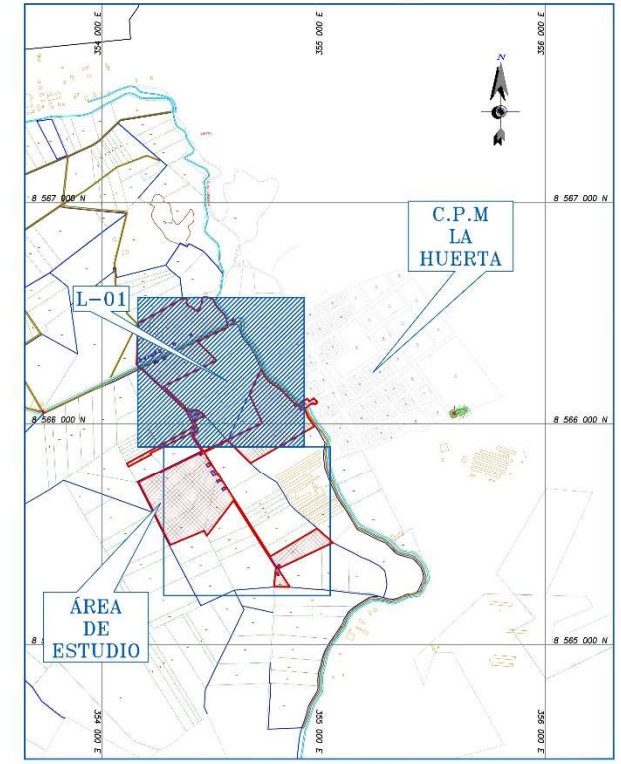 354 000 E
355 000 E
356 000 E
N
8 567 000 N
8 567 000 N
C.P.M
LA
HUERTA
L-01
8 566 000 N
8 566 000 N
ÁREA
DE
ESTUDIO
8 565 000 N
354 000 E
355 000 E
356 000 E